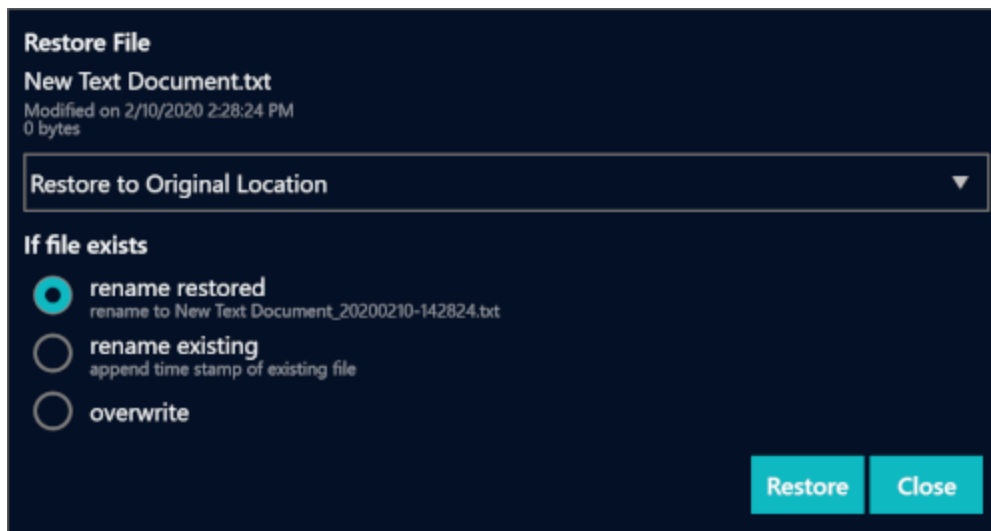 Restore File
New Text Document.txt
Modified on 2/10/2020 2:28:24 PM
0 bytes
Restore to Original Location
If file exists
rename restored
rename to New Text Document_20200210-142824.txt
rename existing
append time stamp of existing file
overwrite
Restore Close